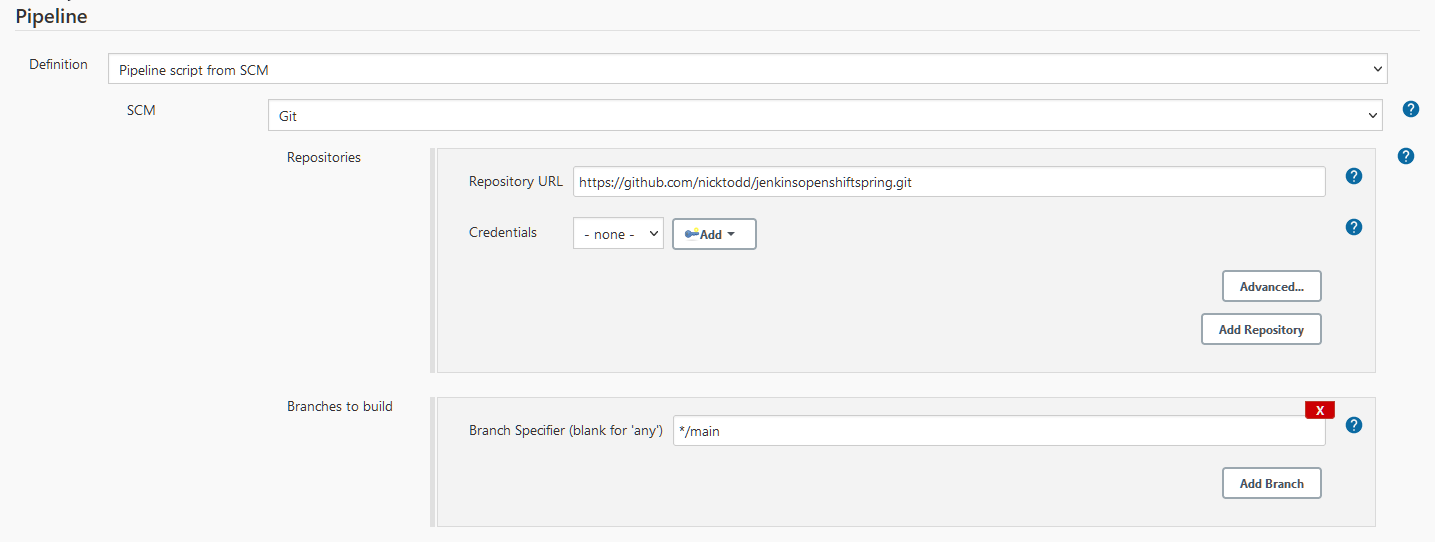 Pipeline
Definition
Pipeline script from SCM
SCM
Git
?
Repositories
?
Repository URL
https://github.com/nicktodd/jenkinsopenshiftspring.git
?
Credentials
- none -
Add
?
Advanced...
Add Repository
Branches to build
X
Branch Specifier (blank for 'any')
*/main
?
Add Branch